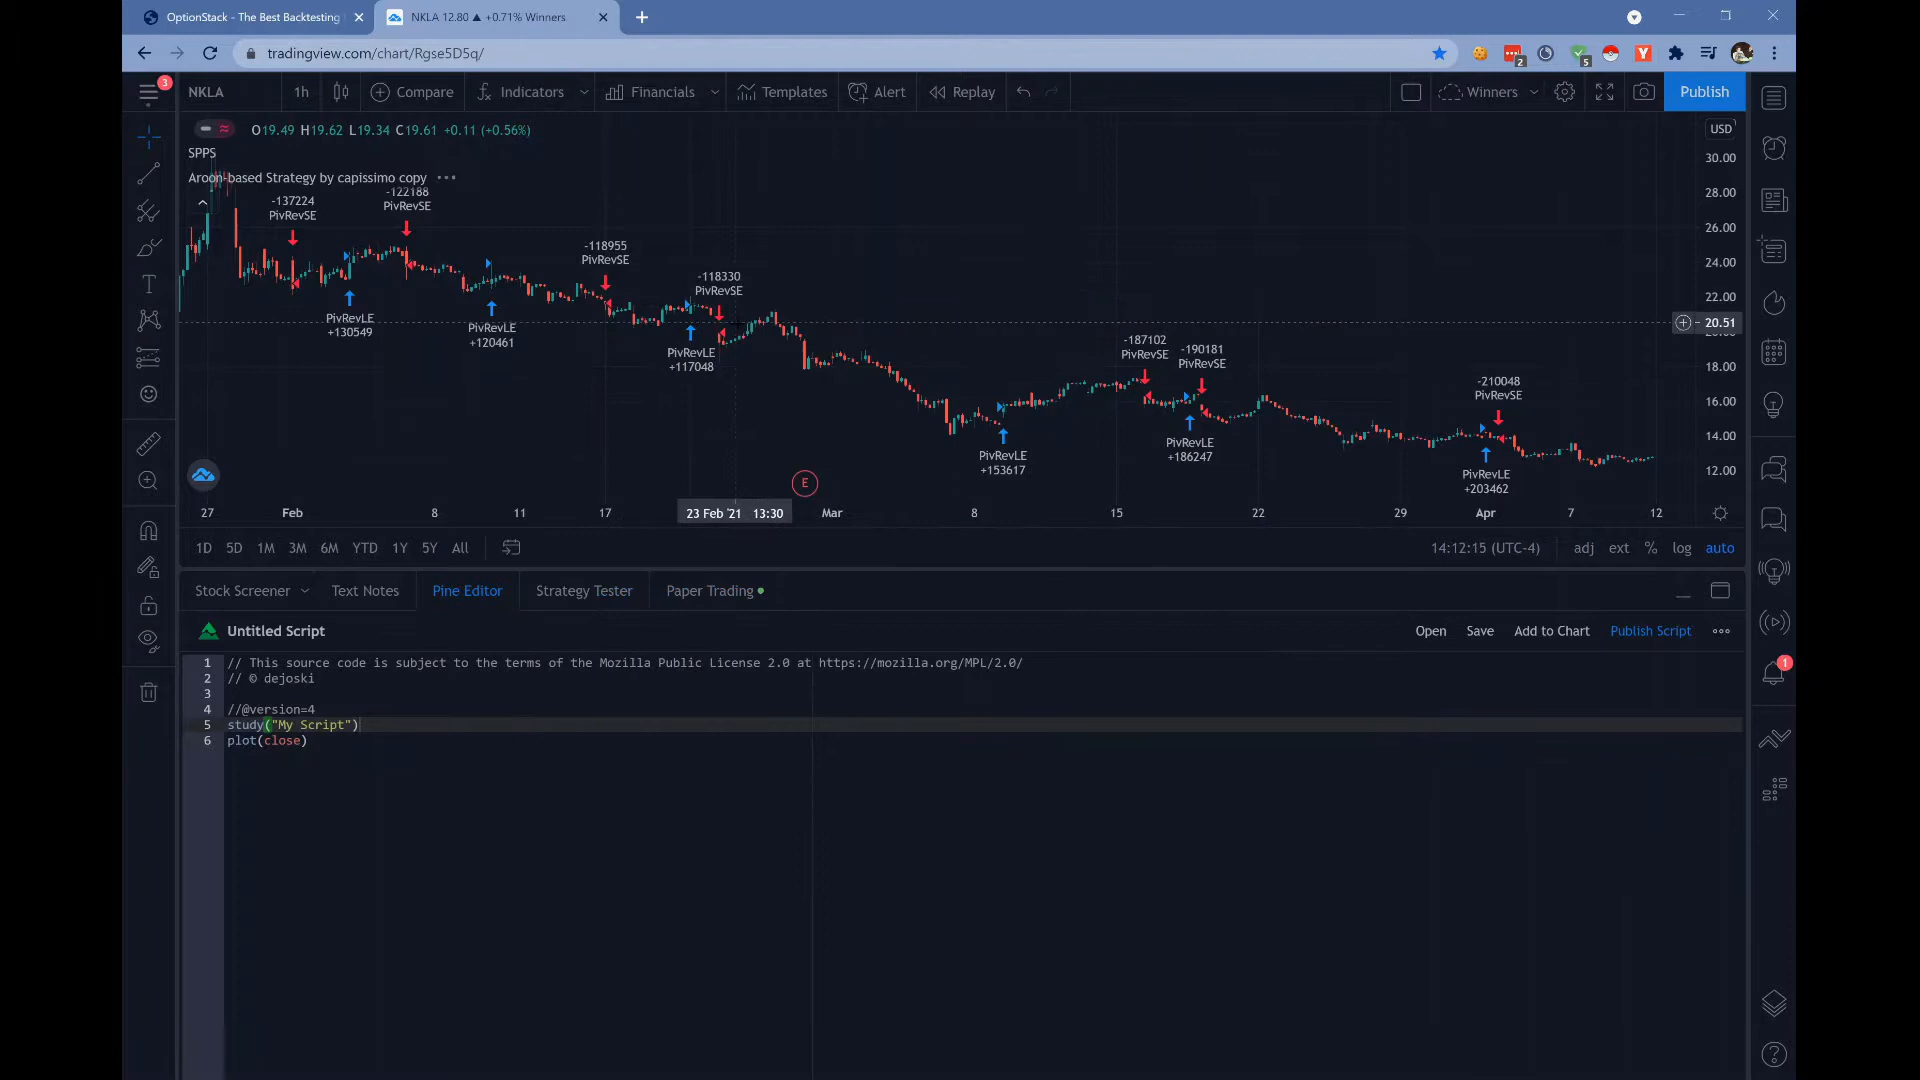 OptionStack - The Best Backtesting
NKLA 12.80 ▲ +0.71% Winners
tradingview.com/chart/Rgse5D5q/
2
5
Y
3
NKLA
1h
Compare
Indicators
Financials
Templates
Alert
Replay
Winners
Publish
O19.49 H19.62 L19.34 C19.61 +0.11 (+0.56%)
USD
SPPS
Aroon-based Strategy by capissimo copy
30.00
28.00
26.00
24.00
22.00
20.51
18.00
16.00
14.00
12.00
-137224
PivRevSE
-122188
PivRevSE
-118955
PivRevSE
-118330
PivRevSE
-187102
PivRevSE
-190181
PivRevSE
-210048
PivRevSE
PivRevLE
+130549
PivRevLE
+120461
PivRevLE
+117048
PivRevLE
+153617
PivRevLE
+186247
PivRevLE
+203462
E
27
Feb
8
11
17
23 Feb '21 13:30
Mar
8
15
22
29
Apr
7
12
1D 5D 1M 3M 6M YTD 1Y 5Y All
14:12:15 (UTC-4)
adj ext % log auto
Stock Screener
Text Notes
Pine Editor
Strategy Tester
Paper Trading
Untitled Script
Open
Save
Add to Chart
Publish Script
1
1 // This source code is subject to the terms of the Mozilla Public License 2.0 at https://mozilla.org/MPL/2.0/
2 // © dejoski
3
4 //@version=4
5 study("My Script")
6 plot(close)